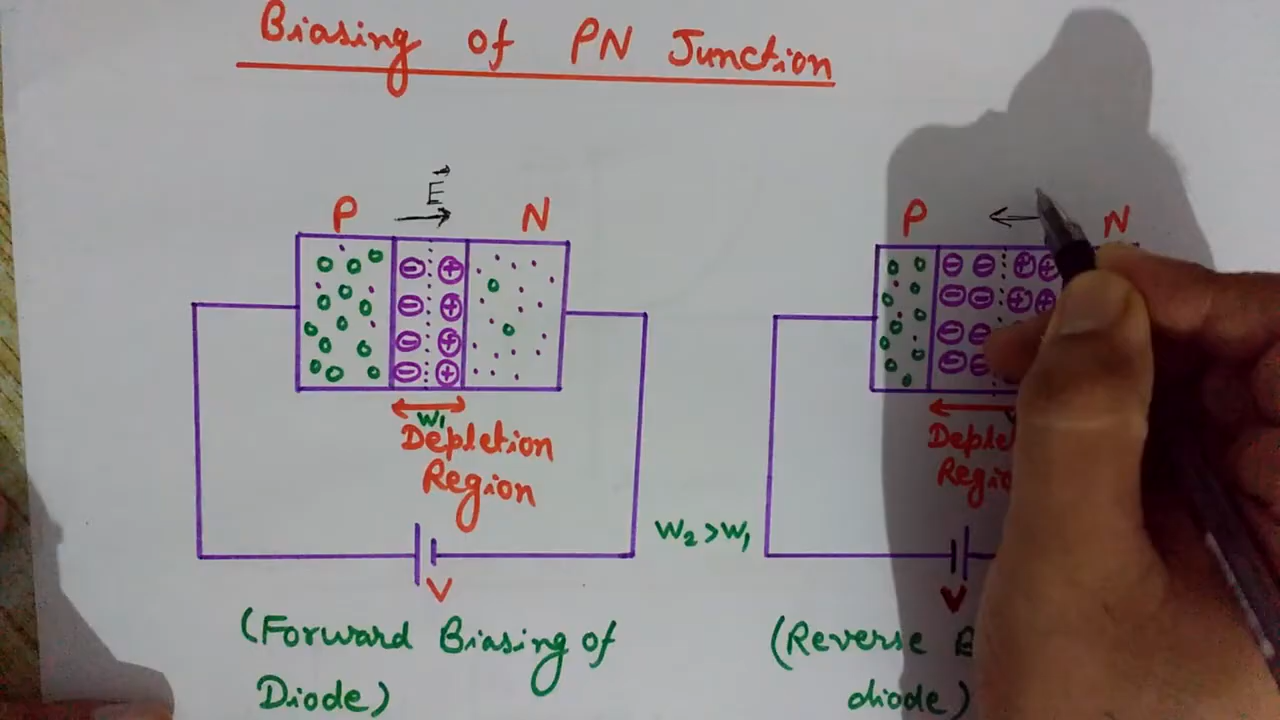 Biasing of PN Junction
P E N
W1
Depletion
Region
V
(Forward Biasing of
Diode)
W2 > W1
P N
V
(Reverse
diode)